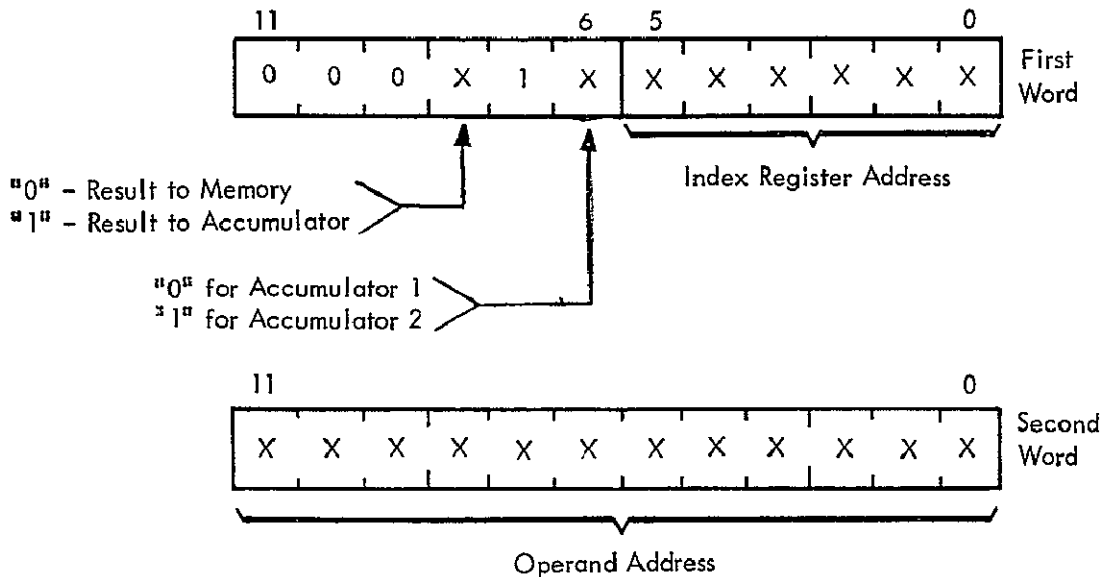 11 6 5 0
0 0 0 X 1 X X X X X X X
First
Word
Index Register Address
"0" - Result to Memory
"1" - Result to Accumulator
"0" for Accumulator 1
"1" for Accumulator 2
11 0
X X X X X X X X X X X X
Second
Word
Operand Address